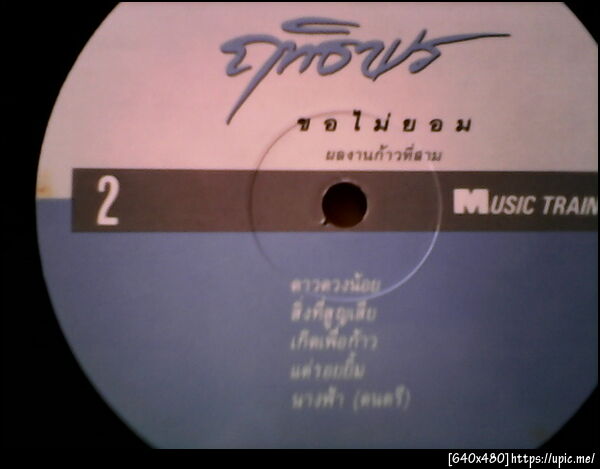 ฤทธิพร
ขอไม่ยอม
ผลงานก้าวที่สาม
2
MUSIC TRAIN
ดาวดวงน้อย
สิ่งที่สูญเสีย
เกิดเพื่อก้าว
แต่รอยยิ้ม
นางฟ้า (ดนตรี)
[640x480]https://upic.me/